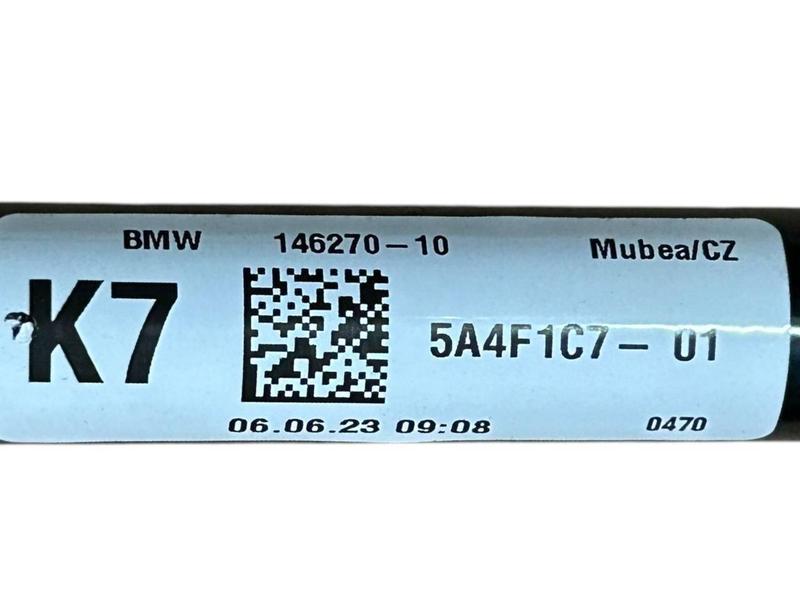 BMW 146270-10 Mubea/CZ
K7 5A4F1C7- 01
06.06.23 09:08 0470